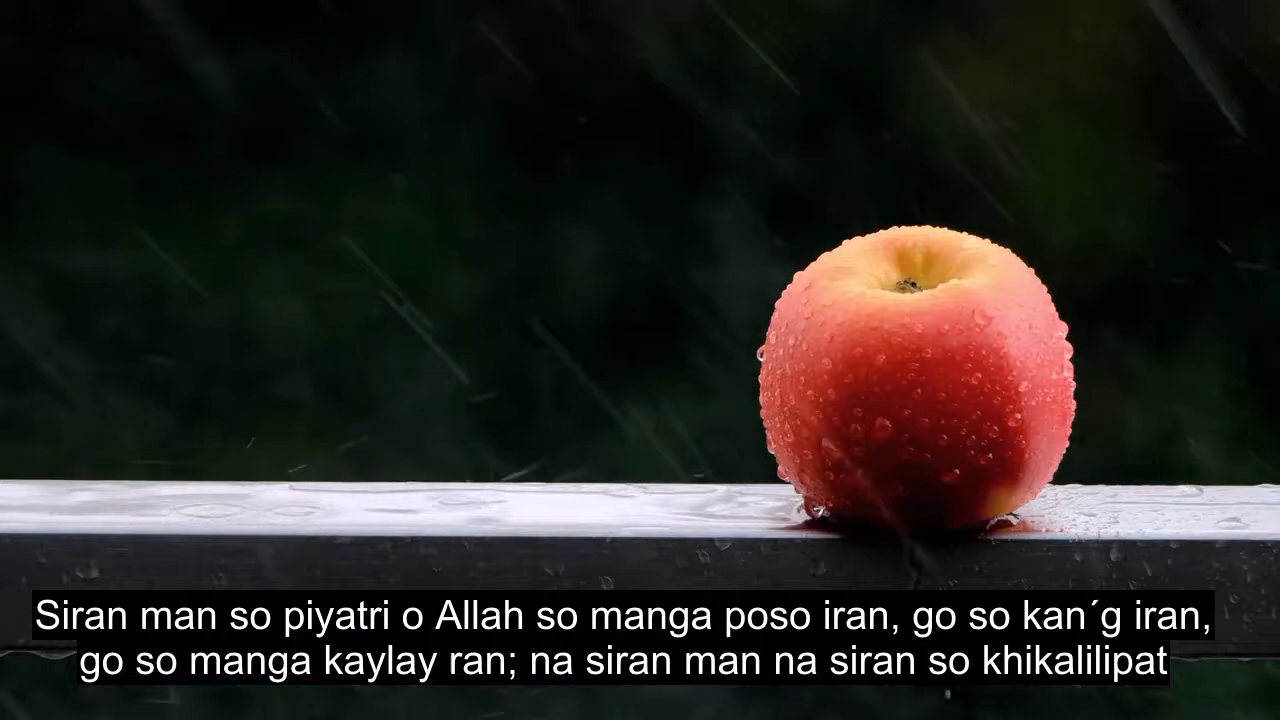 Siran man so piyatri o Allah so manga poso iran, go so kan´g iran,
go so manga kaylay ran; na siran man na siran so khikalilipat